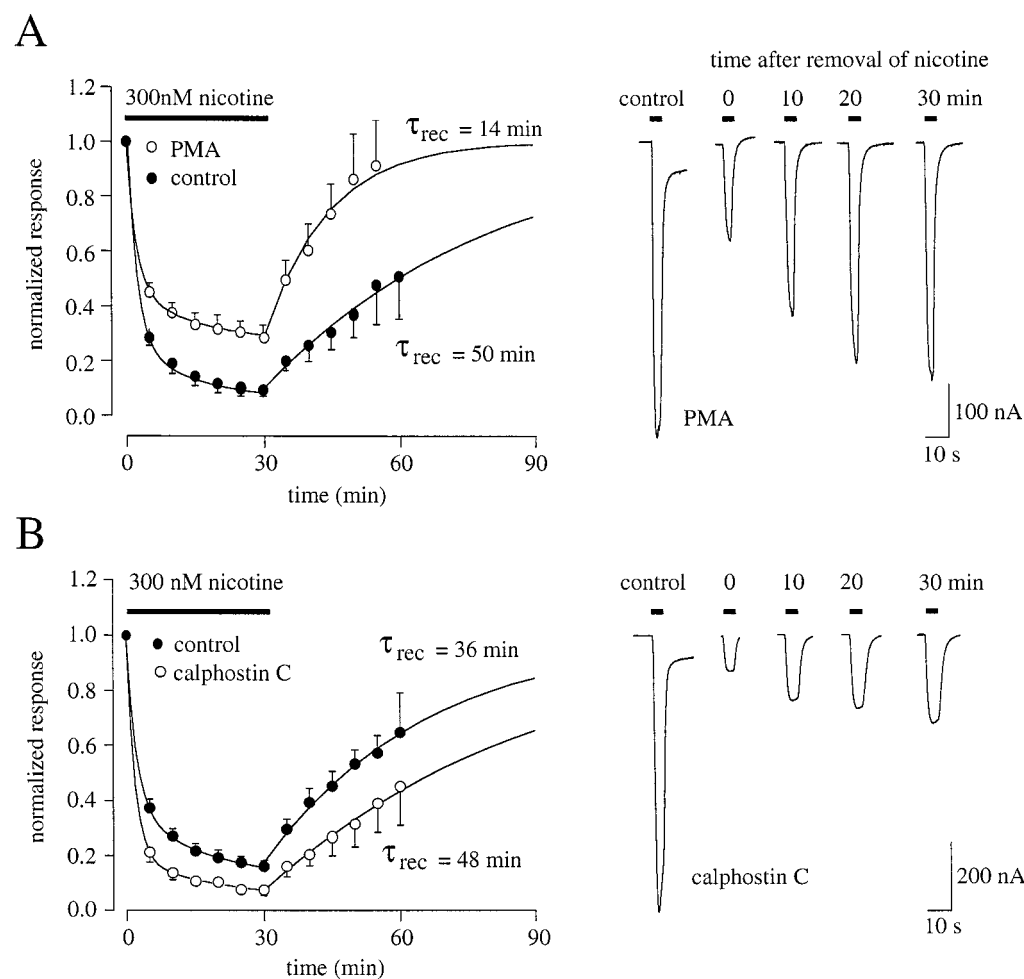 A
time after removal of nicotine
control 0 10 20 30 min
1.2
300nM nicotine
τrec = 14 min
1.0
PMA
control
0.8
0.6
0.4
τrec = 50 min
0.2
0.0
normalized response
0 30 60 90
time (min)
PMA
100 nA
10 s
B
control 0 10 20 30 min
1.2
300 nM nicotine
1.0
control
τrec = 36 min
calphostin C
0.8
0.6
0.4
0.2
τrec = 48 min
0.0
normalized response
0 30 60 90
time (min)
calphostin C
200 nA
10 s